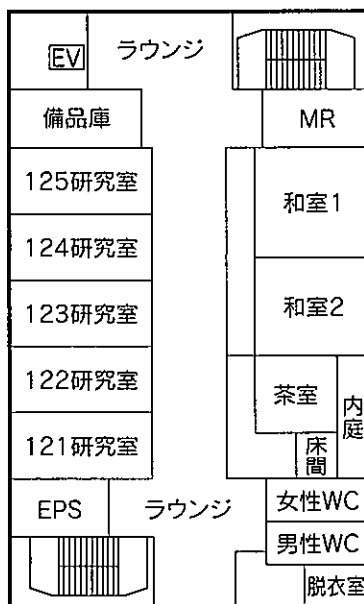 EV
ラウンジ
備品庫
MR
125研究室
和室1
124研究室
123研究室
和室2
122研究室
茶室
内庭
121研究室
床間
EPS
ラウンジ
女性WC
男性WC
脱衣室